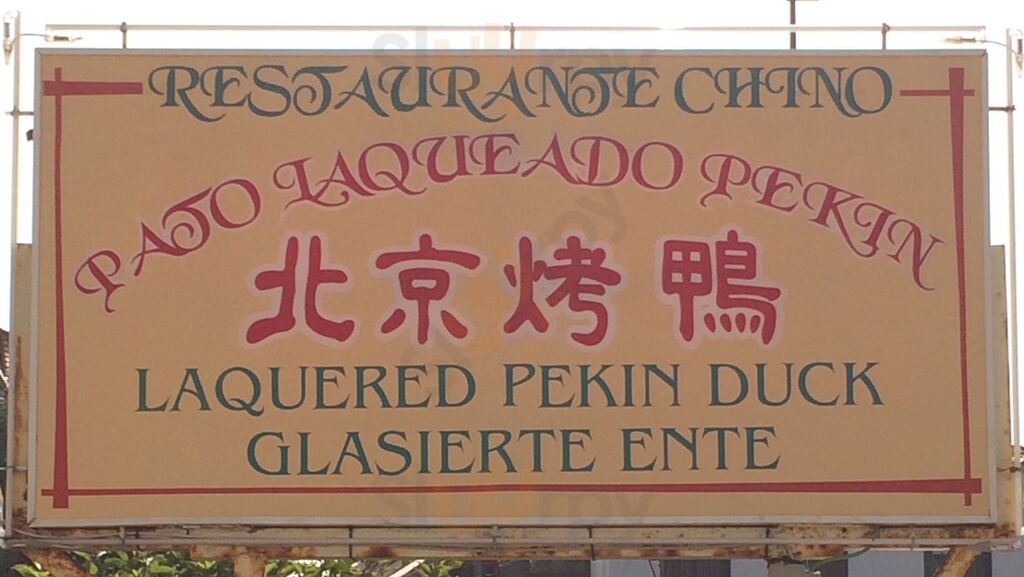 RESTAURANTE CHINO
PATO LAQUEADO PEKIN
北京烤鴨
LAQUERED PEKIN DUCK
GLASIERTE ENTE